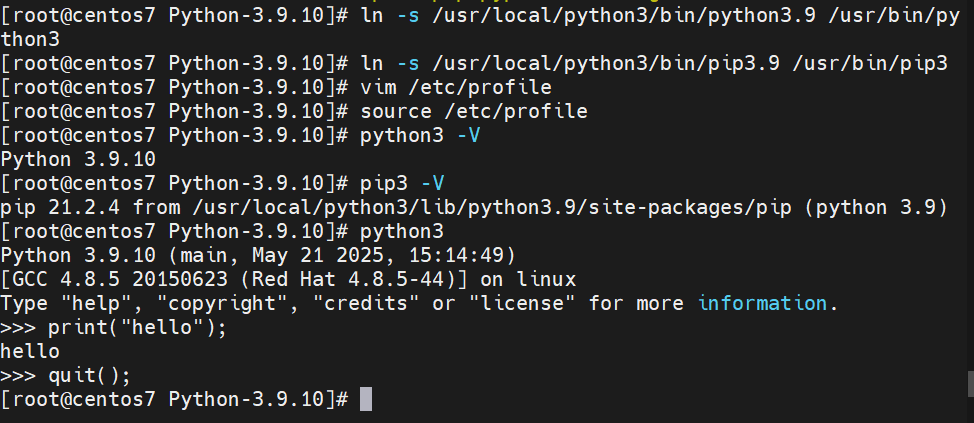 [root@centos7 Python-3.9.10]# ln -s /usr/local/python3/bin/python3.9 /usr/bin/py
thon3
[root@centos7 Python-3.9.10]# ln -s /usr/local/python3/bin/pip3.9 /usr/bin/pip3
[root@centos7 Python-3.9.10]# vim /etc/profile
[root@centos7 Python-3.9.10]# source /etc/profile
[root@centos7 Python-3.9.10]# python3 -V
Python 3.9.10
[root@centos7 Python-3.9.10]# pip3 -V
pip 21.2.4 from /usr/local/python3/lib/python3.9/site-packages/pip (python 3.9)
[root@centos7 Python-3.9.10]# python3
Python 3.9.10 (main, May 21 2025, 15:14:49)
[GCC 4.8.5 20150623 (Red Hat 4.8.5-44)] on linux
Type "help", "copyright", "credits" or "license" for more information.
>>> print("hello");
hello
>>> quit();
[root@centos7 Python-3.9.10]#